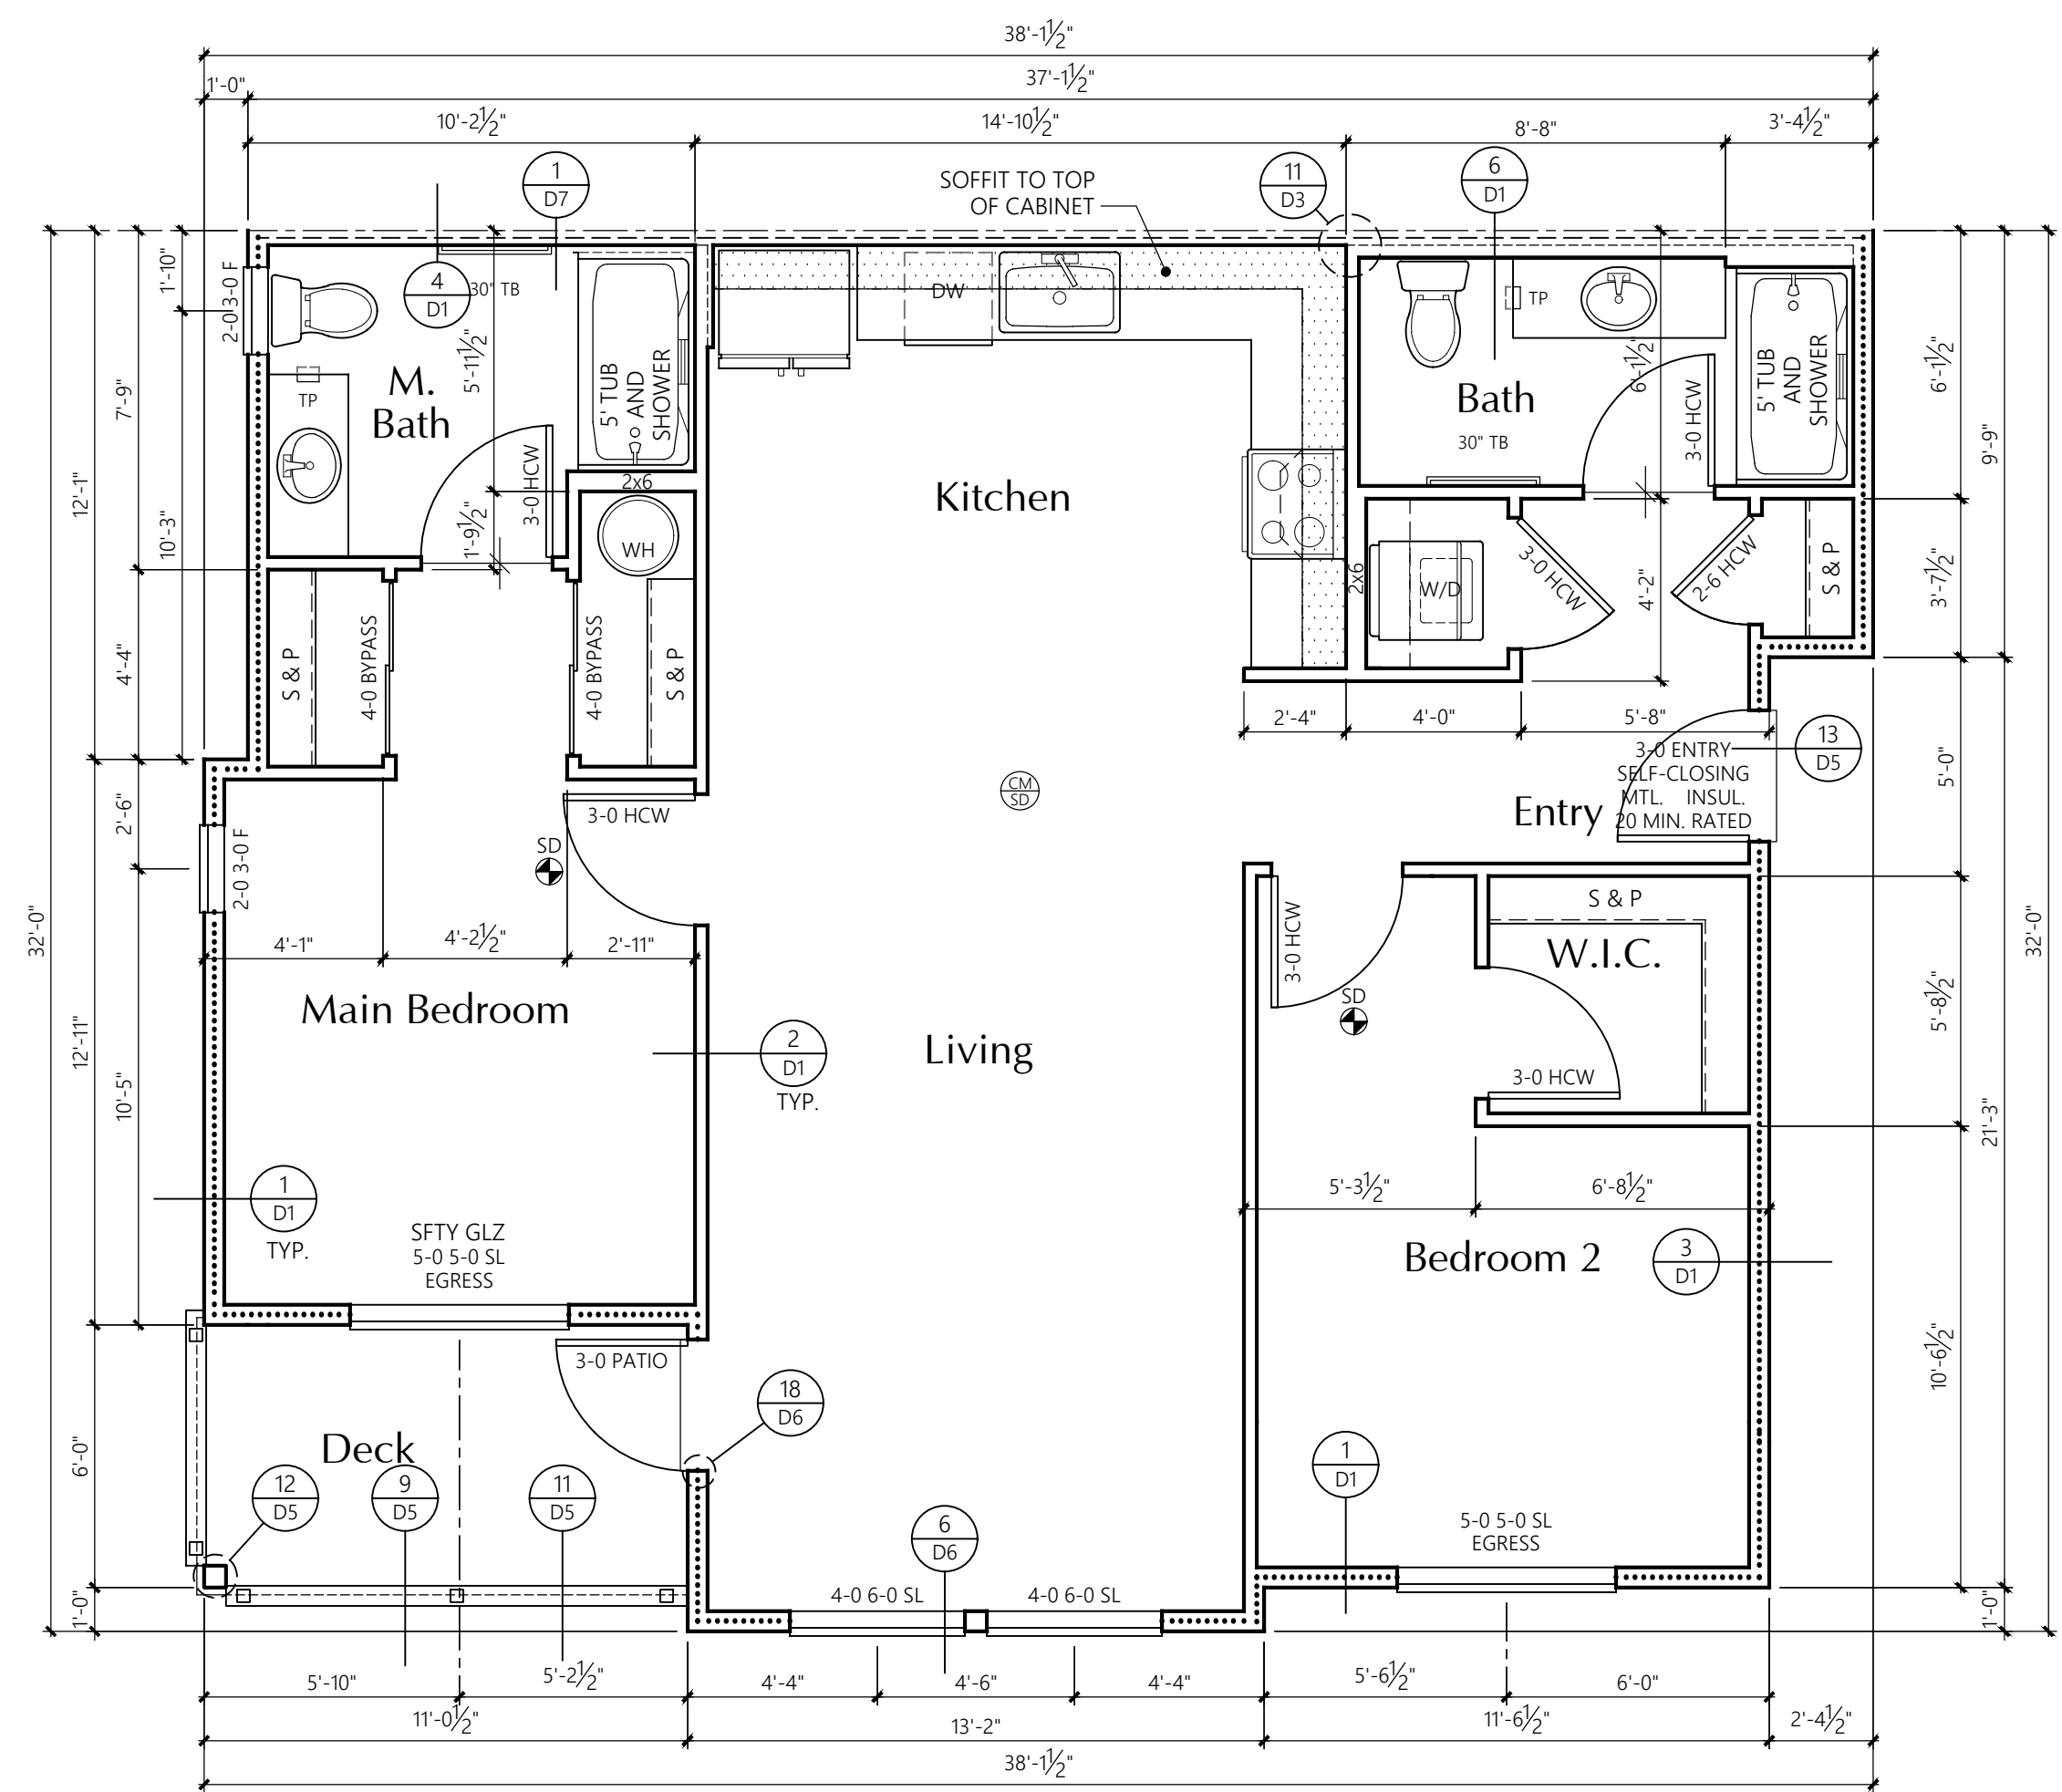 38'-1½"
37'-1½"
1'-0"
10'-2½"
14'-10½"
8'-8"
3'-4½"
1
D7
SOFFIT TO TOP
OF CABINET
11
D3
6
D1
4
D1
30" TB
2-0 3-0 F
1'-10"
DW
TP
5'-11½"
M.
Bath
TP
5' TUB
AND
SHOWER
Kitchen
Bath
30" TB
6'-1½"
3-0 HCW
5' TUB
AND
SHOWER
6'-1½"
9'-9"
7'-9"
12'-1"
10'-3"
3-0 HCW
1'-9½"
2x6
WH
2x6
W/D
3-0 HCW
4'-2"
2-6 HCW
S & P
3'-7½"
4'-4"
S & P
4-0 BYPASS
4-0 BYPASS
S & P
2'-4"
4'-0"
5'-8"
13
D5
3-0 ENTRY
SELF-CLOSING
MTL. INSUL.
20 MIN. RATED
Entry
5'-0"
2'-6"
CM
SD
3-0 HCW
SD
2-0 3-0 F
32'-0"
32'-0"
4'-1"
4'-2½"
2'-11"
3-0 HCW
S & P
W.I.C.
SD
Main Bedroom
Living
2
D1
TYP.
3-0 HCW
5'-8½"
12'-11"
10'-5"
21'-3"
1
D1
TYP.
5'-3½"
6'-8½"
SFTY GLZ
5-0 5-0 SL
EGRESS
Bedroom 2
3
D1
3-0 PATIO
10'-6½"
18
D6
Deck
12
D5
9
D5
11
D5
6'-0"
1
D1
6
D6
5-0 5-0 SL
EGRESS
4-0 6-0 SL
4-0 6-0 SL
1'-0"
1'-0"
5'-10"
5'-2½"
4'-4"
4'-6"
4'-4"
5'-6½"
6'-0"
11'-0½"
13'-2"
11'-6½"
2'-4½"
38'-1½"